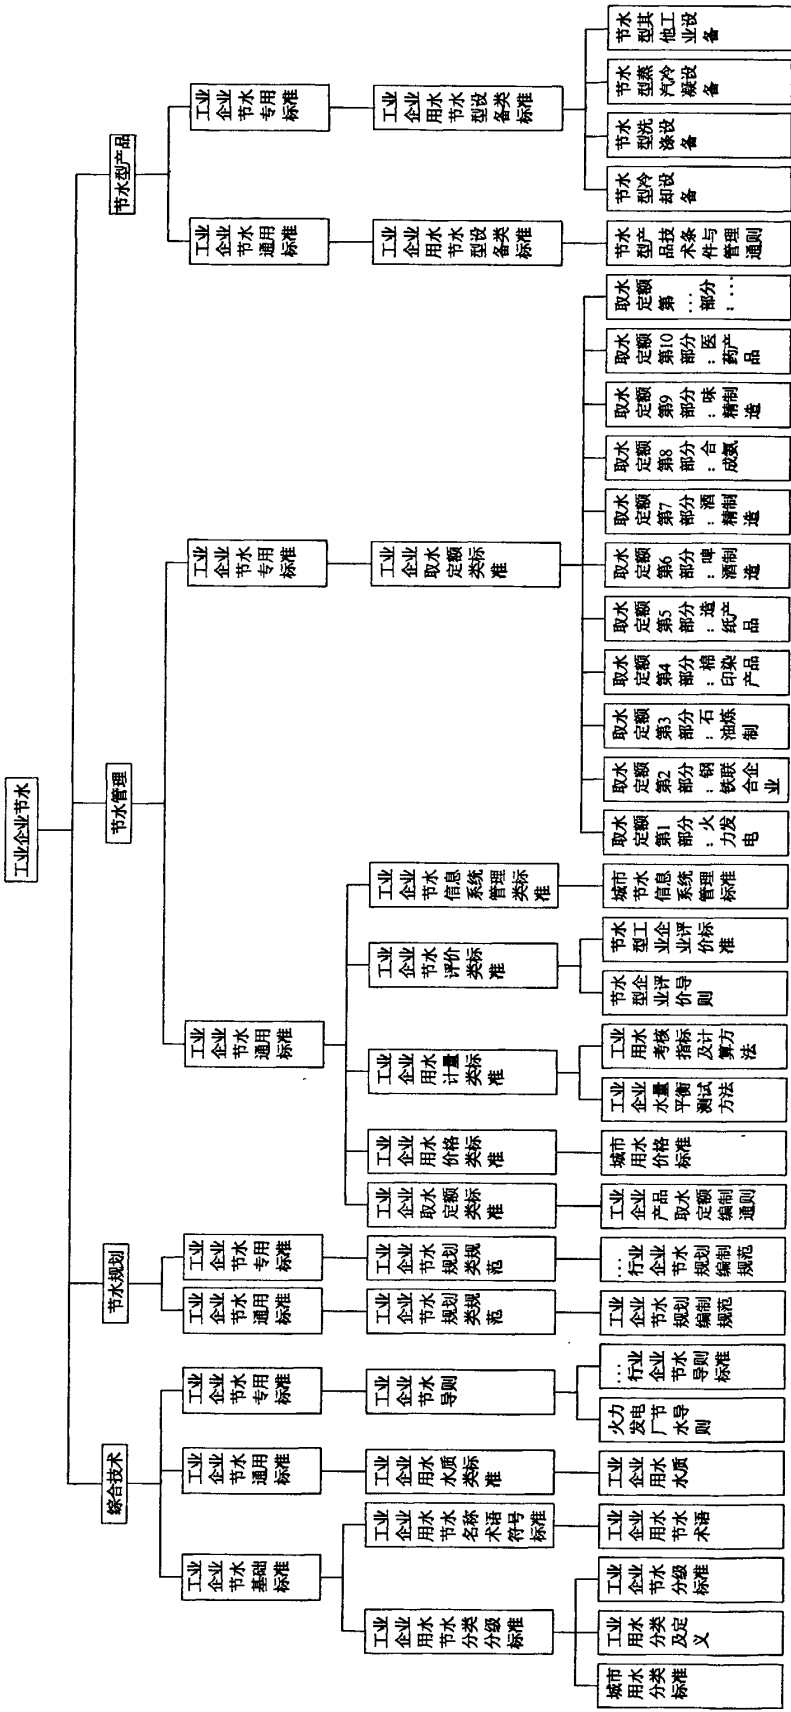 工业企业节水
综合技术
节水规划
节水管理
节水型产品
工业企业节水基础标准
工业企业节水通用标准
工业企业节水专用标准
工业企业节水通用标准
工业企业节水专用标准
工业企业节水通用标准
工业企业节水专用标准
工业企业节水通用标准
工业企业节水专用标准
工业企业用水节水分类分级标准
工业企业用水节水名称术语符号标准
工业企业用水水质类标准
工业企业节水导则
工业企业节水规划类规范
工业企业节水规划类规范
工业企业取水定额类标准
工业企业用水价格类标准
工业企业用水计量类标准
工业企业节水评价类标准
工业企业节水信息系统管理类标准
工业企业取水定额类标准
工业企业用水节水型设备类标准
工业企业用水节水型设备类标准
城市用水分类标准
工业用水分类及定义
工业企业节水分级标准
工业企业用水节水术语
工业企业用水水质
火力发电厂节水导则
…行业企业节水导则标准
工业企业节水规划编制规范
…行业企业节水规划编制规范
工业企业产品取水定额编制通则
城市用水价格标准
工业企业水量平衡测试方法
工业用水考核指标及计算方法
节水型企业评价导则
节水型工业企业评价标准
城市节水信息系统管理标准
取水定额第1部分:火力发电
取水定额第2部分:钢铁联合企业
取水定额第3部分:石油炼制
取水定额第4部分:棉印染产品
取水定额第5部分:造纸产品
取水定额第6部分:啤酒制造
取水定额第7部分:酒精制造
取水定额第8部分:合成氨
取水定额第9部分:味精制造
取水定额第10部分:医药产品
取水定额第…部分:…
节水型产品技术条件与管理通则
节水型冷却设备
节水型洗涤设备
节水型蒸汽冷凝设备
节水型其他工业设备